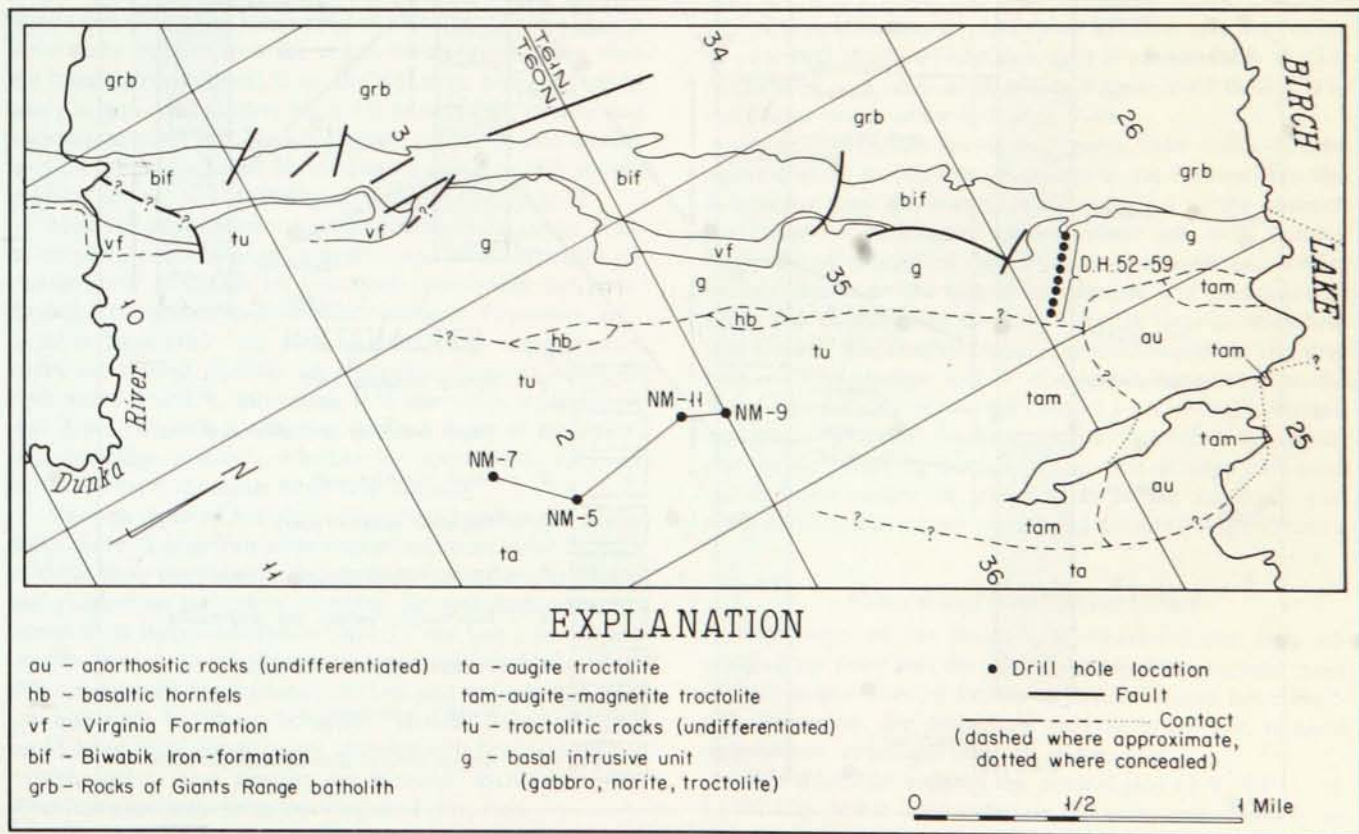 grb
grb
T61N
T60N
34
grb
26
BIRCH
LAKE
grb
3
bif
bif
bif
?
?
?
vf
tu
vf
?
g
vf
g
g
D.H. 52-59
tam
10
35
g
?
hb
hb
tu
?
au
tam
?
River
tu
NM-11
NM-9
tam
?
25
tam
Dunka
N
NM-7
2
NM-5
au
?
?
tam
?
11
ta
36
ta
EXPLANATION
au – anorthositic rocks (undifferentiated)
hb – basaltic hornfels
vf – Virginia Formation
bif – Biwabik Iron-formation
grb – Rocks of Giants Range batholith
ta – augite troctolite
tam – augite-magnetite troctolite
tu – troctolitic rocks (undifferentiated)
g – basal intrusive unit
(gabbro, norite, troctolite)
Drill hole location
Fault
Contact
(dashed where approximate,
dotted where concealed)
0 1/2 1 Mile